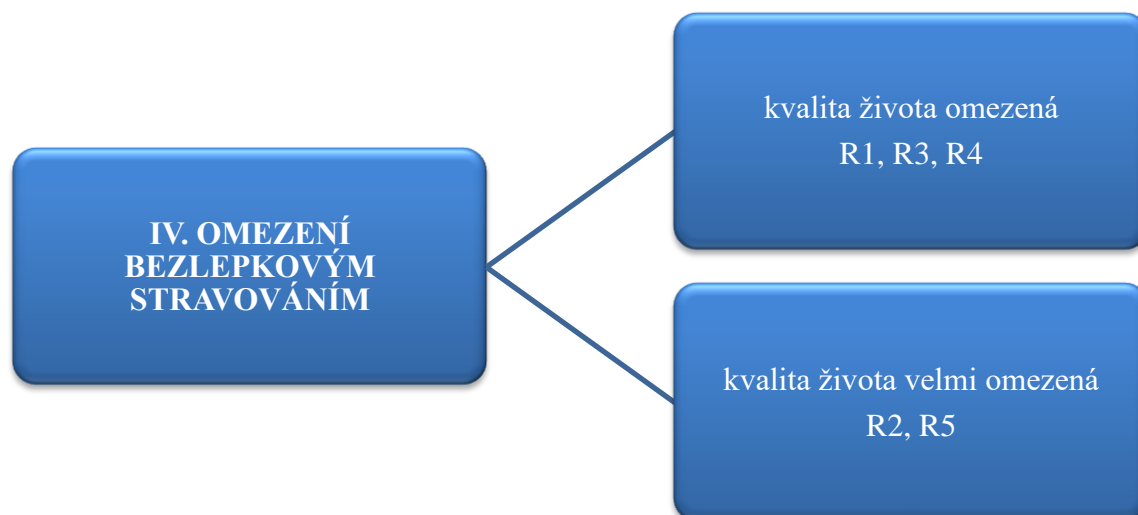 kvalita života omezená
R1, R3, R4
IV. OMEZENÍ
BEZLEPKOVÝM
STRAVOVÁNÍM
kvalita života velmi omezená
R2, R5